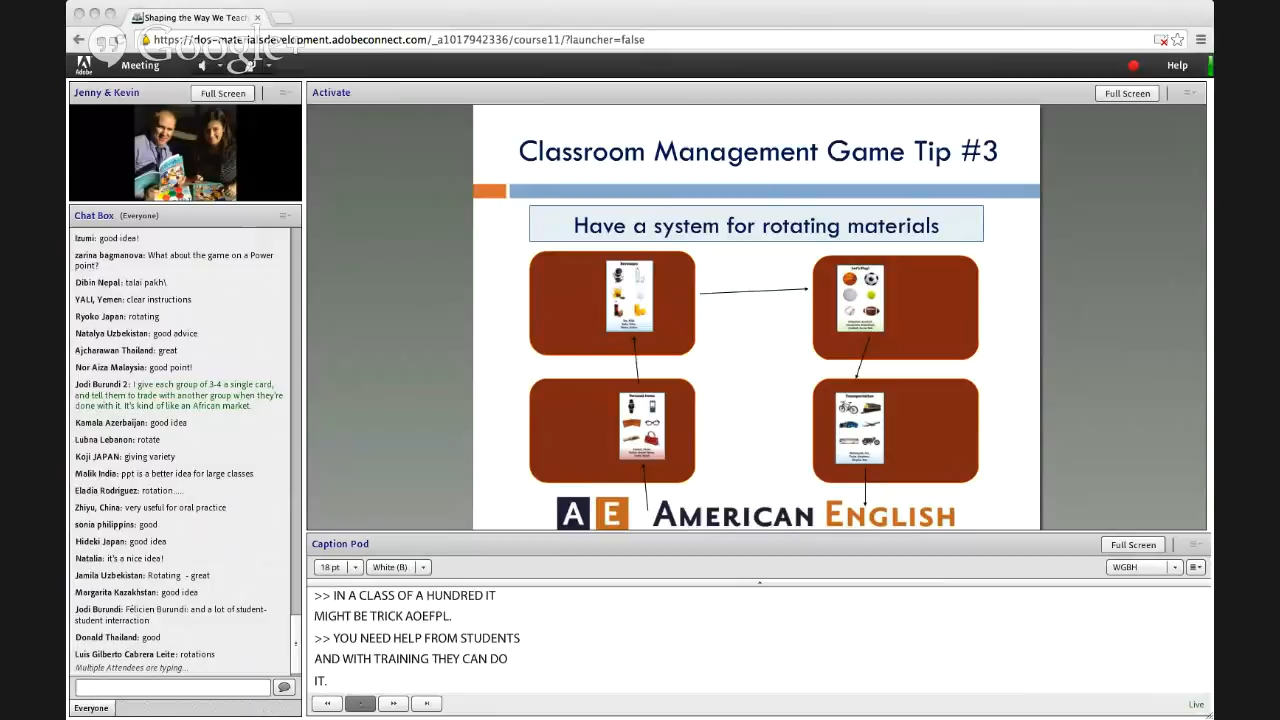 Shaping the Way We Teach
https://dos-materialsdevelopment.adobeconnect.com/_a1017942336/course11/?launcher=false
Google+
Adobe
Meeting
Help
Jenny & Kevin
Full Screen
Activate
Full Screen
Chat Box (Everyone)
Izumi: good idea!
zarina bagmanova: What about the game on a Power
point?
Dibin Nepal: talai pakh\
YALI, Yemen: clear instructions
Ryoko Japan: rotating
Natalya Uzbekistan: good advice
Ajcharawan Thailand: great
Nor Aiza Malaysia: good point!
Jodi Burundi 2: I give each group of 3-4 a single card,
and tell them to trade with another group when they're
done with it. It's kind of like an African market.
Kamala Azerbaijan: good idea
Lubna Lebanon: rotate
Koji JAPAN: giving variety
Malik India: ppt is a better idea for large classes
Eladia Rodriguez: rotation.....
Zhiyu, China: very useful for oral practice
sonia philippins: good
Hideki Japan: good idea
Natalia: it's a nice idea!
Jamila Uzbekistan: Rotating - great
Margarita Kazakhstan: good idea
Jodi Burundi: Félicien Burundi: and a lot of student-
student interraction
Donald Thailand: good
Luis Gilberto Cabrera Leite: rotations
Multiple Attendees are typing...
Everyone
Classroom Management Game Tip #3
Have a system for rotating materials
Beverages
Let's Play!
Personal Items
Transportation
AE AMERICAN ENGLISH
Caption Pod
Full Screen
18 pt
White (B)
WGBH
>> IN A CLASS OF A HUNDRED IT
MIGHT BE TRICK AOEFPL.
>> YOU NEED HELP FROM STUDENTS
AND WITH TRAINING THEY CAN DO
IT.
Live